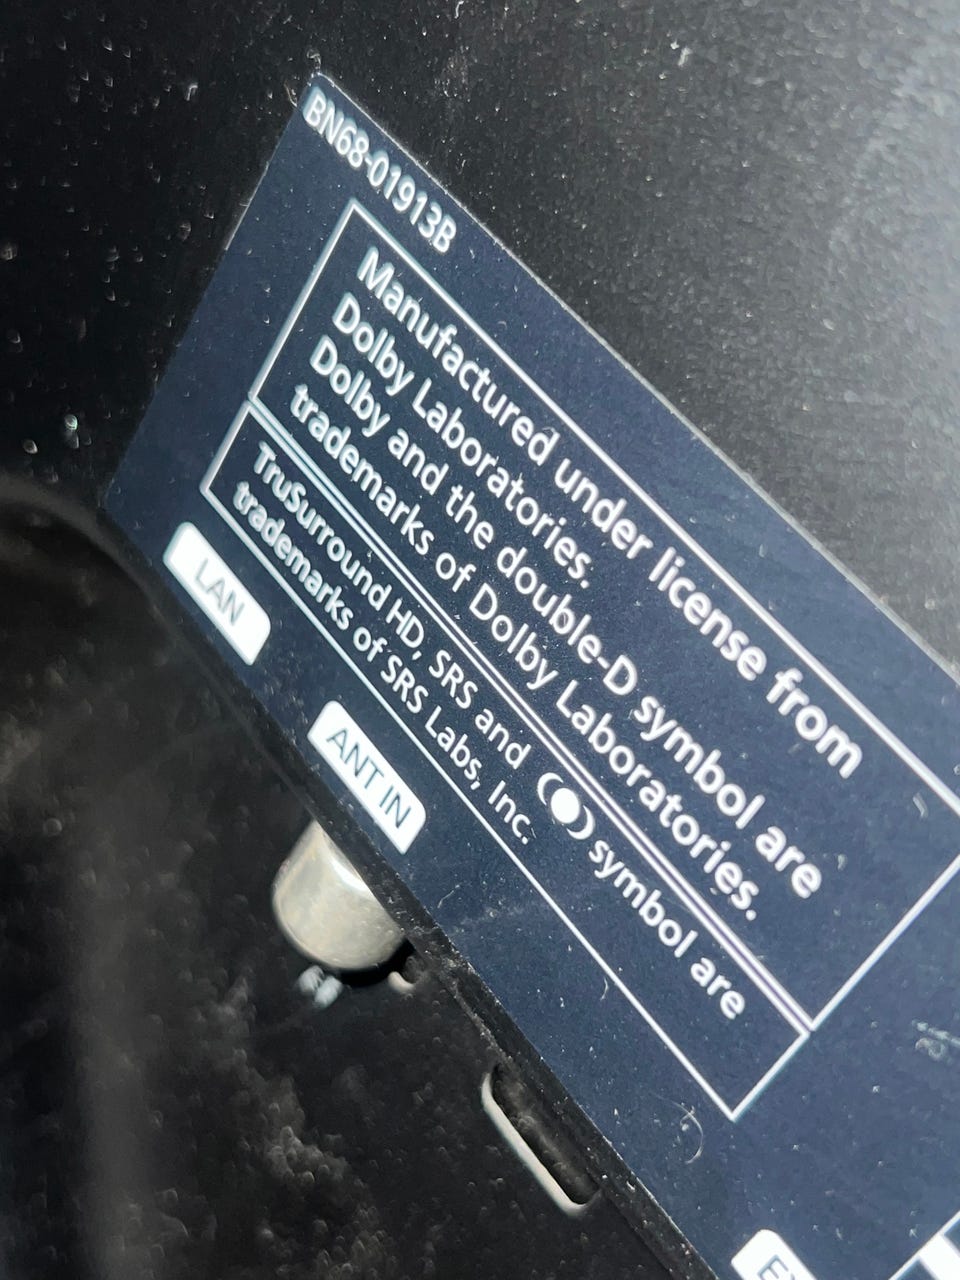 BN68-01913B
Manufactured under license from
Dolby Laboratories.
Dolby and the double-D symbol are
trademarks of Dolby Laboratories.
TruSurround HD, SRS and symbol are
trademarks of SRS Labs, Inc.
LAN
ANT IN